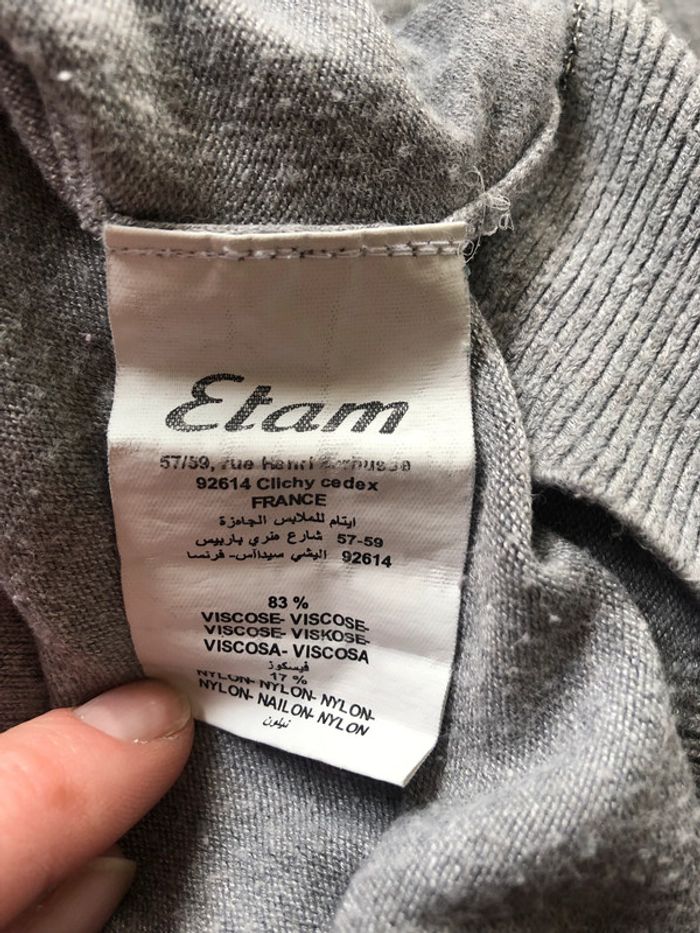 Etam
57/59, rue Henri Barbusse
92614 Clichy cedex
FRANCE
ايتام للملابس الجاهزة
57-59 شارع هنري باربيس
92614 اليشي سيدأس- فرنسا
83 %
VISCOSE- VISCOSE-
VISCOSE- VISKOSE-
VISCOSA- VISCOSA
فيسكوز
17 %
NYLON- NYLON- NYLON-
NYLON- NAILON- NYLON
نيلون